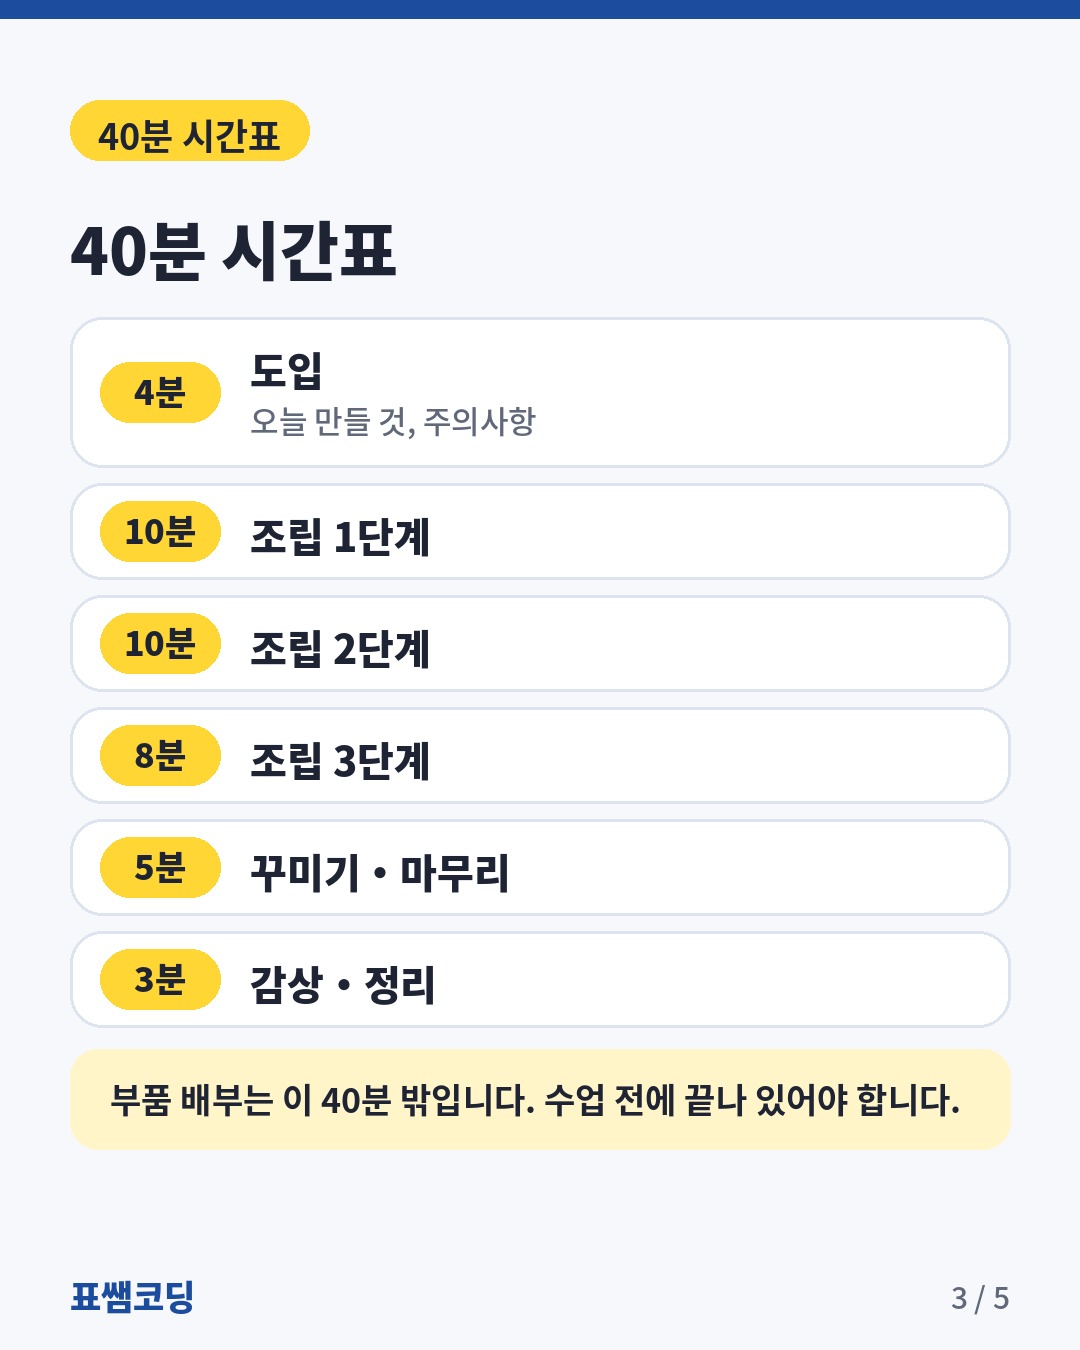 40분 시간표
40분 시간표
4분
도입
오늘 만들 것, 주의사항
10분
조립 1단계
10분
조립 2단계
8분
조립 3단계
5분
꾸미기 • 마무리
3분
감상 • 정리
부품 배부는 이 40분 밖입니다. 수업 전에 끝나 있어야 합니다.
표쌤코딩
3 / 5